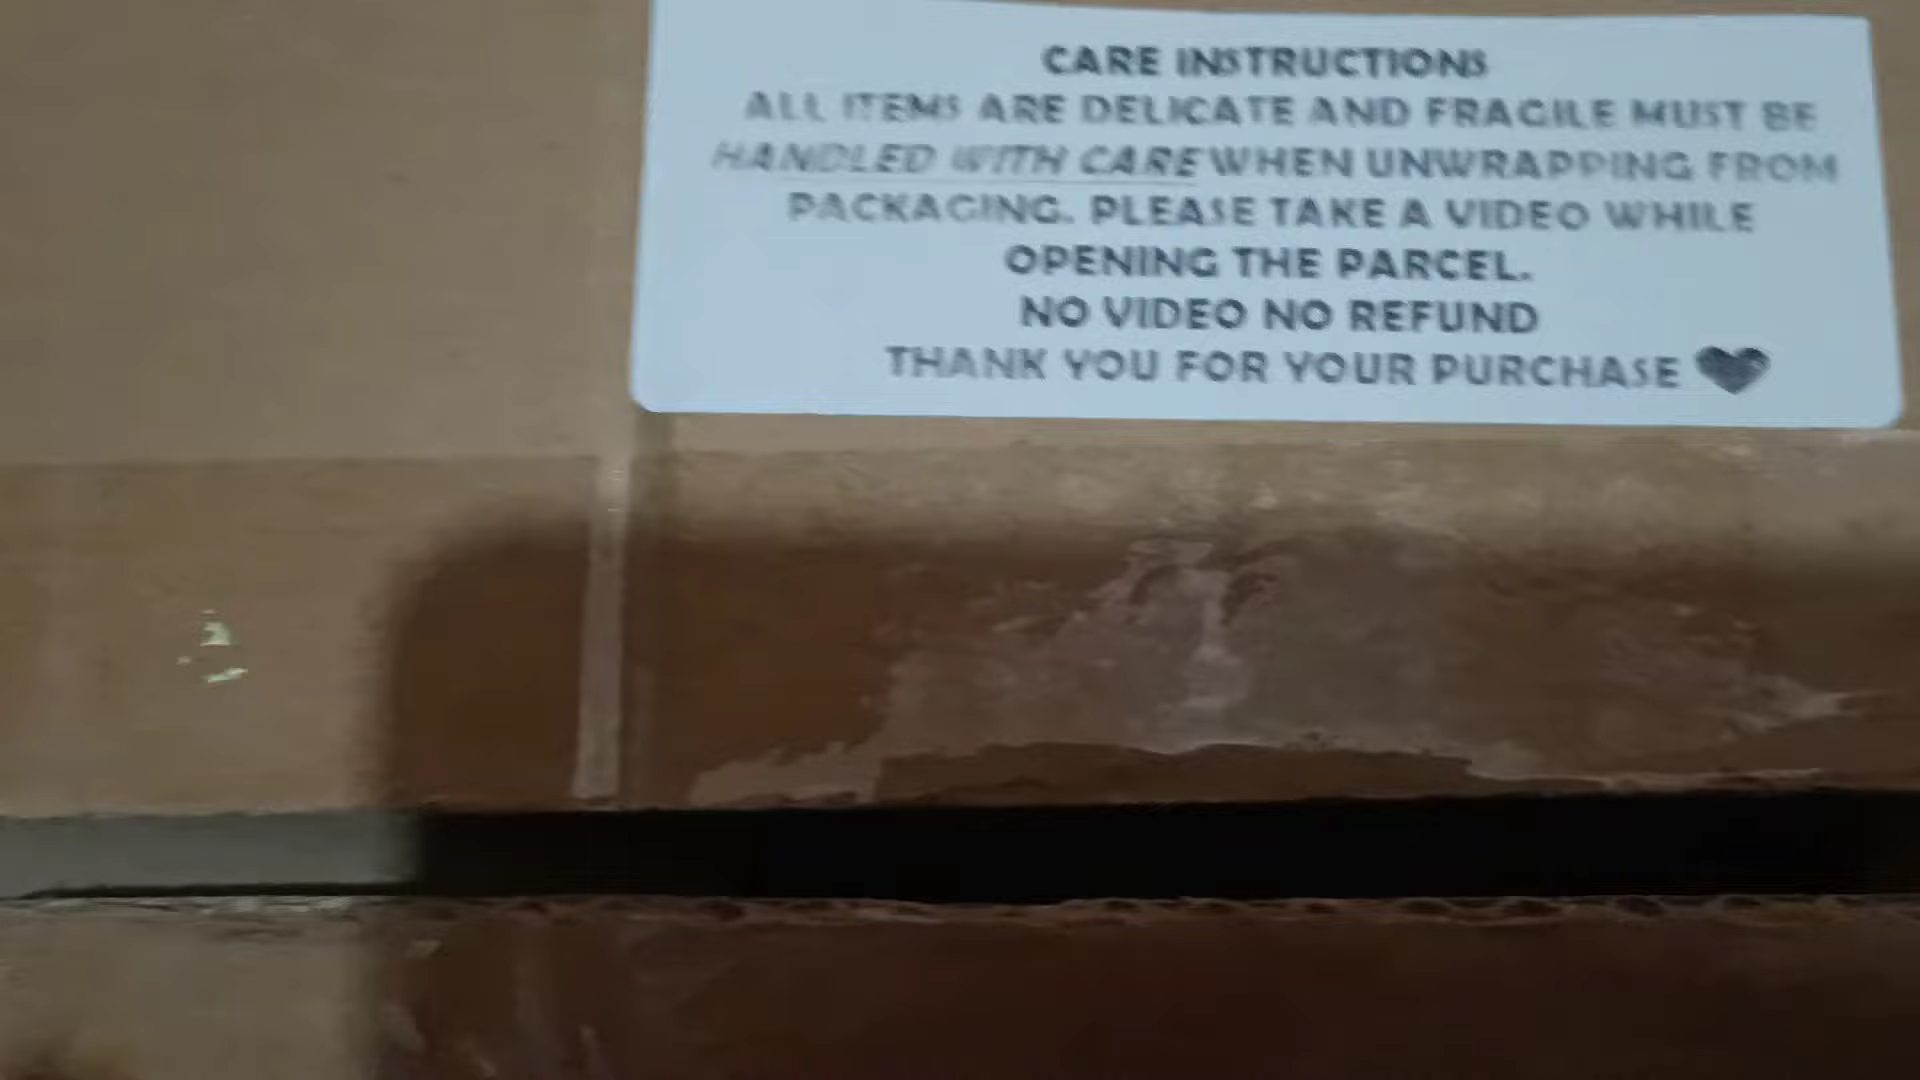 CARE INSTRUCTIONS
ALL ITEMS ARE DELICATE AND FRAGILE MUST BE
HANDLED WITH CARE WHEN UNWRAPPING FROM
PACKAGING. PLEASE TAKE A VIDEO WHILE
OPENING THE PARCEL.
NO VIDEO NO REFUND
THANK YOU FOR YOUR PURCHASE